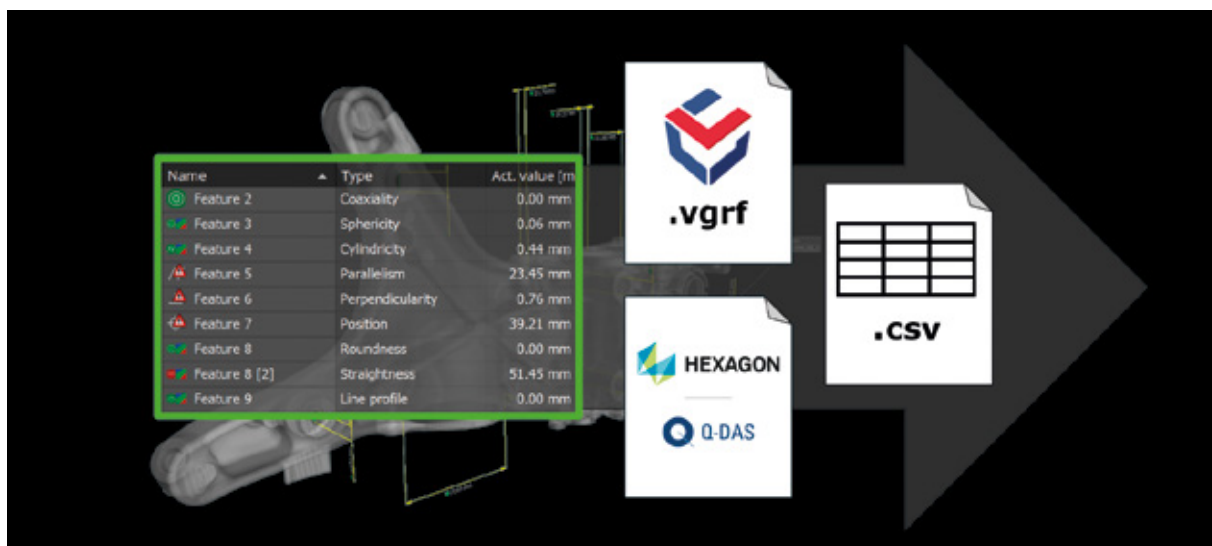 Name Type Act. value [m
Feature 2 Coaxiality 0.00 mm
Feature 3 Sphericity 0.06 mm
Feature 4 Cylindricity 0.44 mm
Feature 5 Parallelism 23.45 mm
Feature 6 Perpendicularity 0.76 mm
Feature 7 Position 39.21 mm
Feature 8 Roundness 0.00 mm
Feature 8 [2] Straightness 51.45 mm
Feature 9 Line profile 0.00 mm
.vgrf
HEXAGON
Q-DAS
.csv